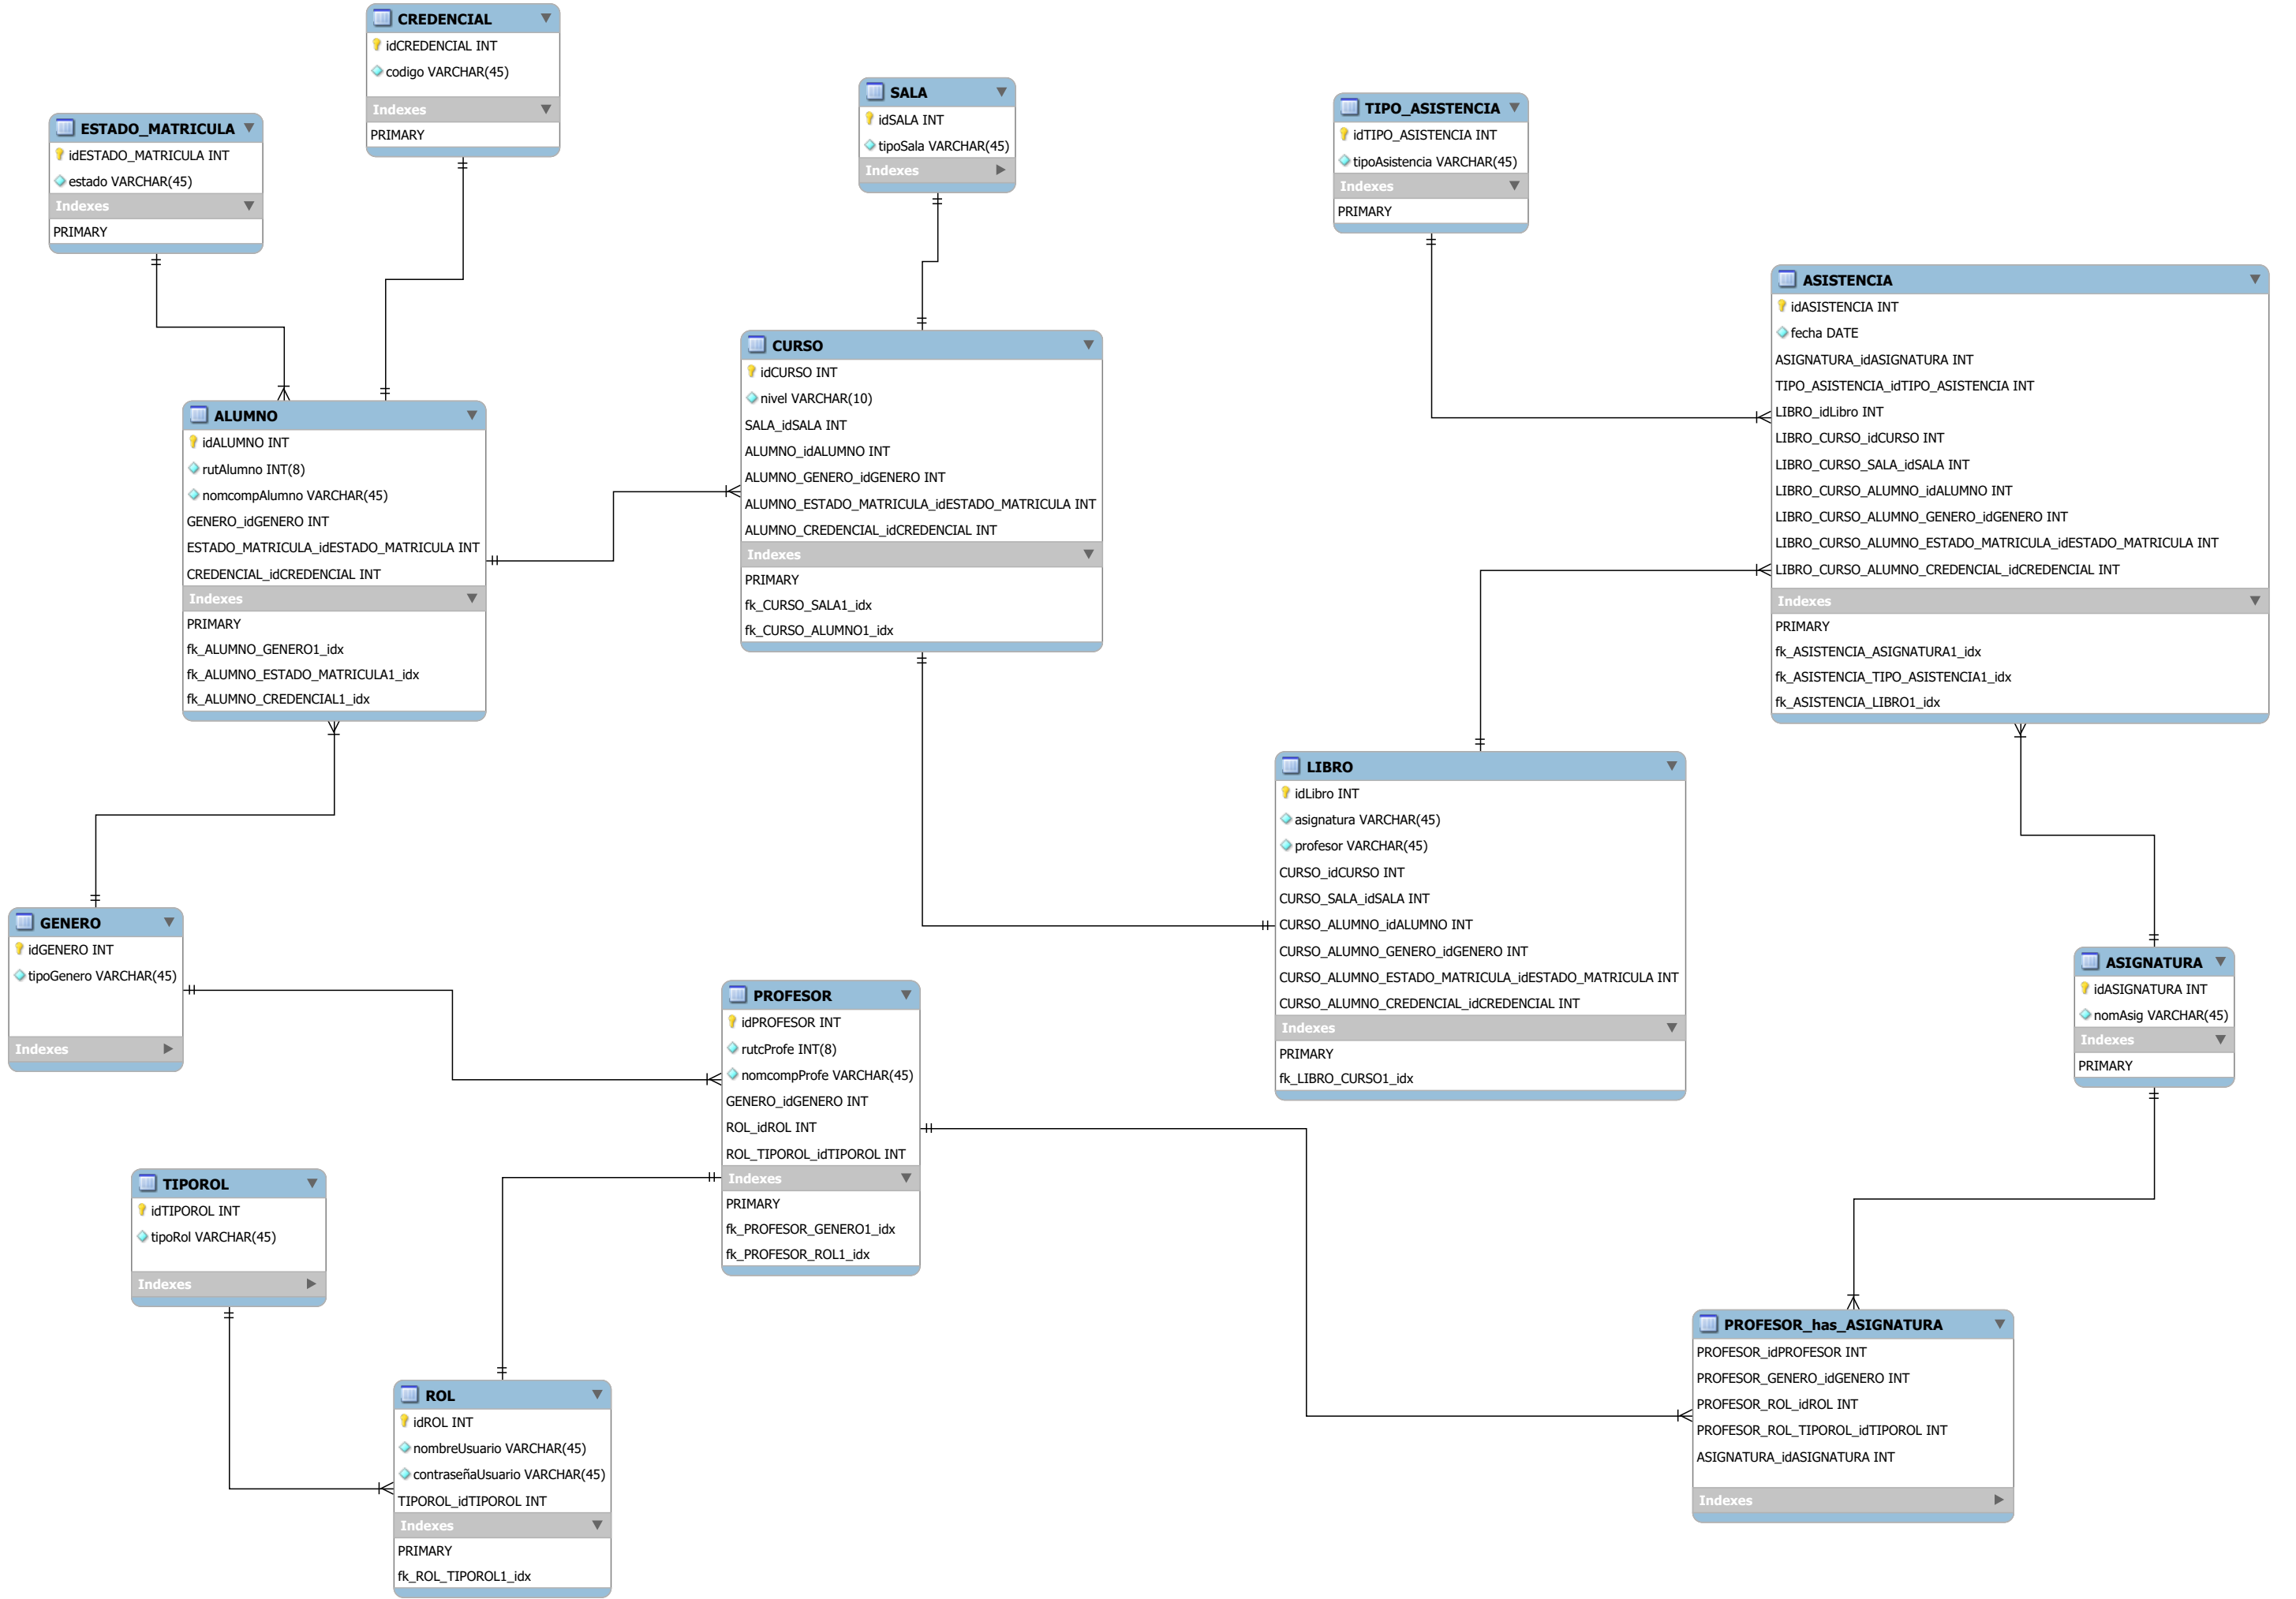 CREDENCIAL
idCREDENCIAL INT
codigo VARCHAR(45)
Indexes
PRIMARY
SALA
idSALA INT
tipoSala VARCHAR(45)
Indexes
TIPO_ASISTENCIA
idTIPO_ASISTENCIA INT
tipoAsistencia VARCHAR(45)
Indexes
PRIMARY
ESTADO_MATRICULA
idESTADO_MATRICULA INT
estado VARCHAR(45)
Indexes
PRIMARY
ASISTENCIA
idASISTENCIA INT
fecha DATE
ASIGNATURA_idASIGNATURA INT
TIPO_ASISTENCIA_idTIPO_ASISTENCIA INT
LIBRO_idLibro INT
LIBRO_CURSO_idCURSO INT
LIBRO_CURSO_SALA_idSALA INT
LIBRO_CURSO_ALUMNO_idALUMNO INT
LIBRO_CURSO_ALUMNO_GENERO_idGENERO INT
LIBRO_CURSO_ALUMNO_ESTADO_MATRICULA_idESTADO_MATRICULA INT
LIBRO_CURSO_ALUMNO_CREDENCIAL_idCREDENCIAL INT
Indexes
PRIMARY
fk_ASISTENCIA_ASIGNATURA1_idx
fk_ASISTENCIA_TIPO_ASISTENCIA1_idx
fk_ASISTENCIA_LIBRO1_idx
CURSO
idCURSO INT
nivel VARCHAR(10)
SALA_idSALA INT
ALUMNO_idALUMNO INT
ALUMNO_GENERO_idGENERO INT
ALUMNO_ESTADO_MATRICULA_idESTADO_MATRICULA INT
ALUMNO_CREDENCIAL_idCREDENCIAL INT
Indexes
PRIMARY
fk_CURSO_SALA1_idx
fk_CURSO_ALUMNO1_idx
ALUMNO
idALUMNO INT
rutAlumno INT(8)
nomcompAlumno VARCHAR(45)
GENERO_idGENERO INT
ESTADO_MATRICULA_idESTADO_MATRICULA INT
CREDENCIAL_idCREDENCIAL INT
Indexes
PRIMARY
fk_ALUMNO_GENERO1_idx
fk_ALUMNO_ESTADO_MATRICULA1_idx
fk_ALUMNO_CREDENCIAL1_idx
LIBRO
idLibro INT
asignatura VARCHAR(45)
profesor VARCHAR(45)
CURSO_idCURSO INT
CURSO_SALA_idSALA INT
CURSO_ALUMNO_idALUMNO INT
CURSO_ALUMNO_GENERO_idGENERO INT
CURSO_ALUMNO_ESTADO_MATRICULA_idESTADO_MATRICULA INT
CURSO_ALUMNO_CREDENCIAL_idCREDENCIAL INT
Indexes
PRIMARY
fk_LIBRO_CURSO1_idx
GENERO
idGENERO INT
tipoGenero VARCHAR(45)
Indexes
ASIGNATURA
idASIGNATURA INT
nomAsig VARCHAR(45)
Indexes
PRIMARY
PROFESOR
idPROFESOR INT
rutcProfe INT(8)
nomcompProfe VARCHAR(45)
GENERO_idGENERO INT
ROL_idROL INT
ROL_TIPOROL_idTIPOROL INT
Indexes
PRIMARY
fk_PROFESOR_GENERO1_idx
fk_PROFESOR_ROL1_idx
TIPOROL
idTIPOROL INT
tipoRol VARCHAR(45)
Indexes
PROFESOR_has_ASIGNATURA
PROFESOR_idPROFESOR INT
PROFESOR_GENERO_idGENERO INT
PROFESOR_ROL_idROL INT
PROFESOR_ROL_TIPOROL_idTIPOROL INT
ASIGNATURA_idASIGNATURA INT
Indexes
ROL
idROL INT
nombreUsuario VARCHAR(45)
contraseñaUsuario VARCHAR(45)
TIPOROL_idTIPOROL INT
Indexes
PRIMARY
fk_ROL_TIPOROL1_idx